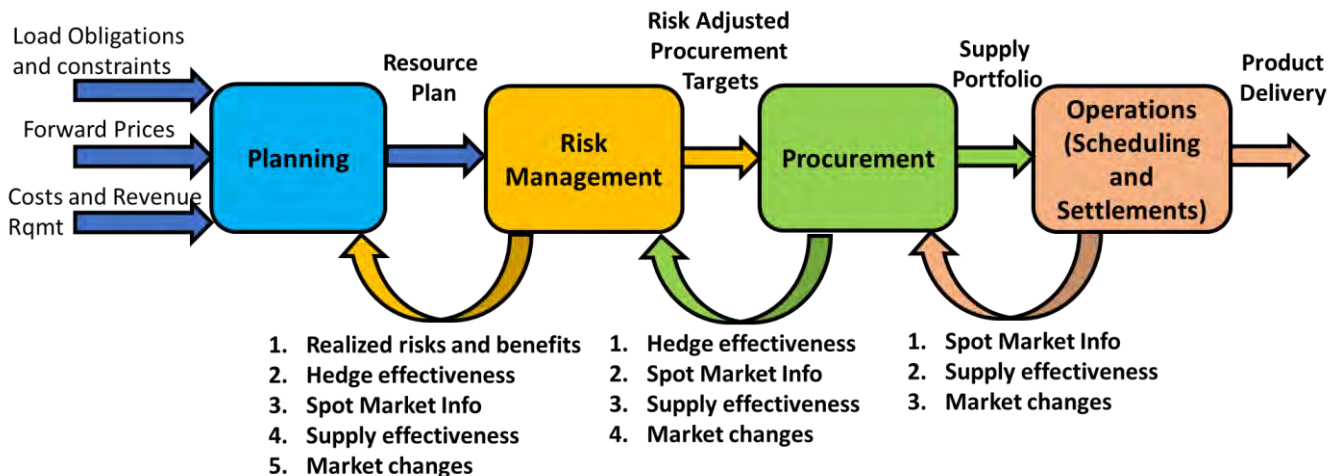 Load Obligations
and constraints
Forward Prices
Costs and Revenue
Rqmt
Planning
Resource
Plan
Risk
Management
Risk Adjusted
Procurement
Targets
Procurement
Supply
Portfolio
Operations
(Scheduling
and
Settlements)
Product
Delivery
1. Realized risks and benefits
2. Hedge effectiveness
3. Spot Market Info
4. Supply effectiveness
5. Market changes
1. Hedge effectiveness
2. Spot Market Info
3. Supply effectiveness
4. Market changes
1. Spot Market Info
2. Supply effectiveness
3. Market changes